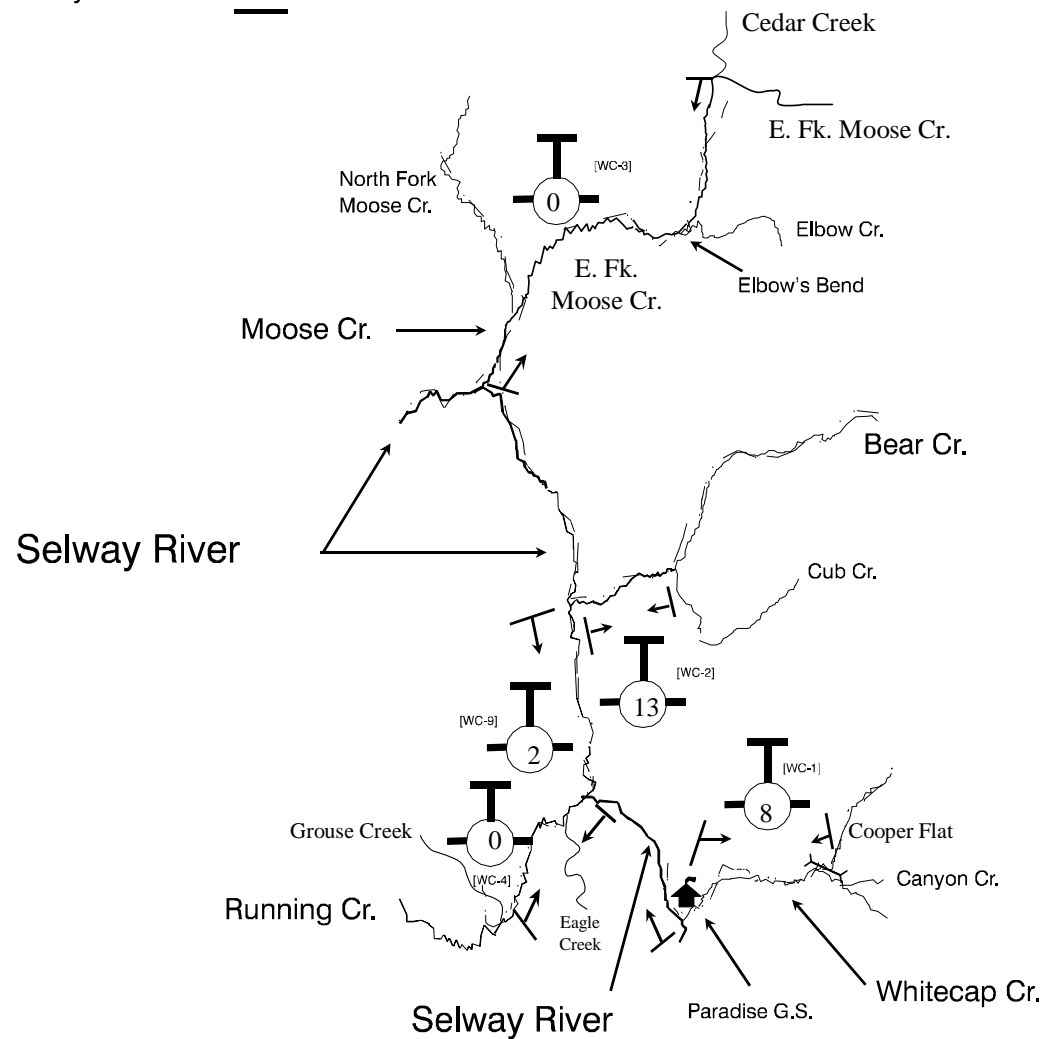 Cedar Creek
E. Fk. Moose Cr.
[WC-3]
North Fork
Moose Cr.
0
Elbow Cr.
E. Fk.
Moose Cr.
Elbow's Bend
Moose Cr.
Bear Cr.
Selway River
Cub Cr.
[WC-2]
13
[WC-9]
2
[WC-1]
8
Grouse Creek
0
Cooper Flat
[WC-4]
Canyon Cr.
Running Cr.
Eagle
Creek
Whitecap Cr.
Paradise G.S.
Selway River